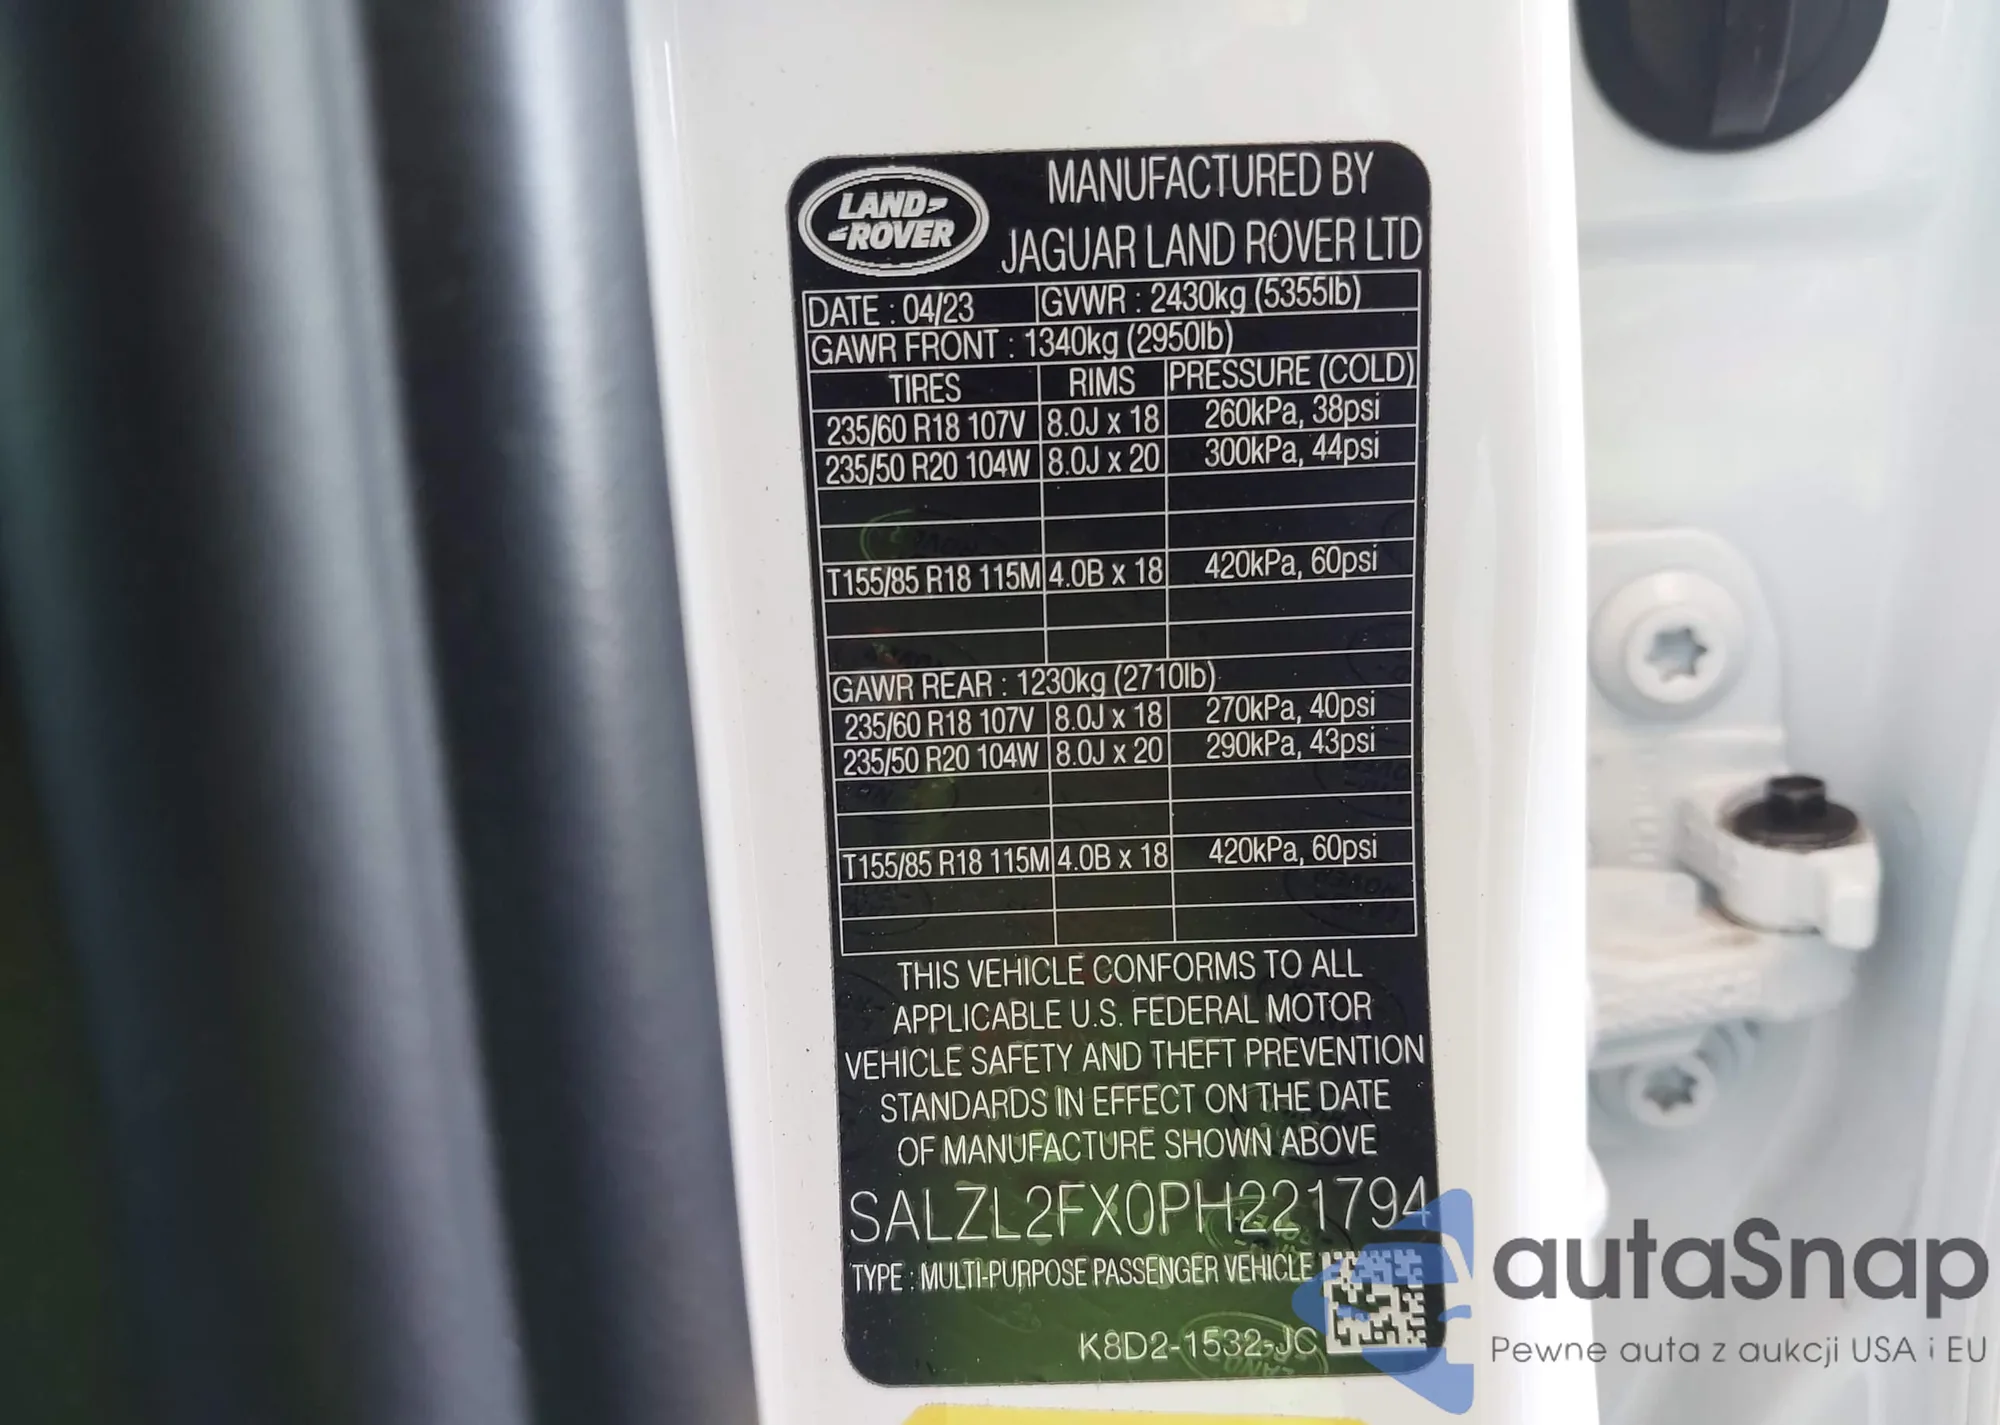 LAND-
-ROVER
MANUFACTURED BY
JAGUAR LAND ROVER LTD
DATE : 04/23 GVWR : 2430kg (5355lb)
GAWR FRONT : 1340kg (2950lb)
TIRES RIMS PRESSURE (COLD)
235/60 R18 107V 8.0J x 18 260kPa, 38psi
235/50 R20 104W 8.0J x 20 300kPa, 44psi
T155/85 R18 115M 4.0B x 18 420kPa, 60psi
GAWR REAR : 1230kg (2710lb)
235/60 R18 107V 8.0J x 18 270kPa, 40psi
235/50 R20 104W 8.0J x 20 290kPa, 43psi
T155/85 R18 115M 4.0B x 18 420kPa, 60psi
THIS VEHICLE CONFORMS TO ALL
APPLICABLE U.S. FEDERAL MOTOR
VEHICLE SAFETY AND THEFT PREVENTION
STANDARDS IN EFFECT ON THE DATE
OF MANUFACTURE SHOWN ABOVE
SALZL2FX0PH221794
TYPE : MULTI-PURPOSE PASSENGER VEHICLE
K8D2-1532-JC
autaSnap
Pewne auta z aukcji USA i EU